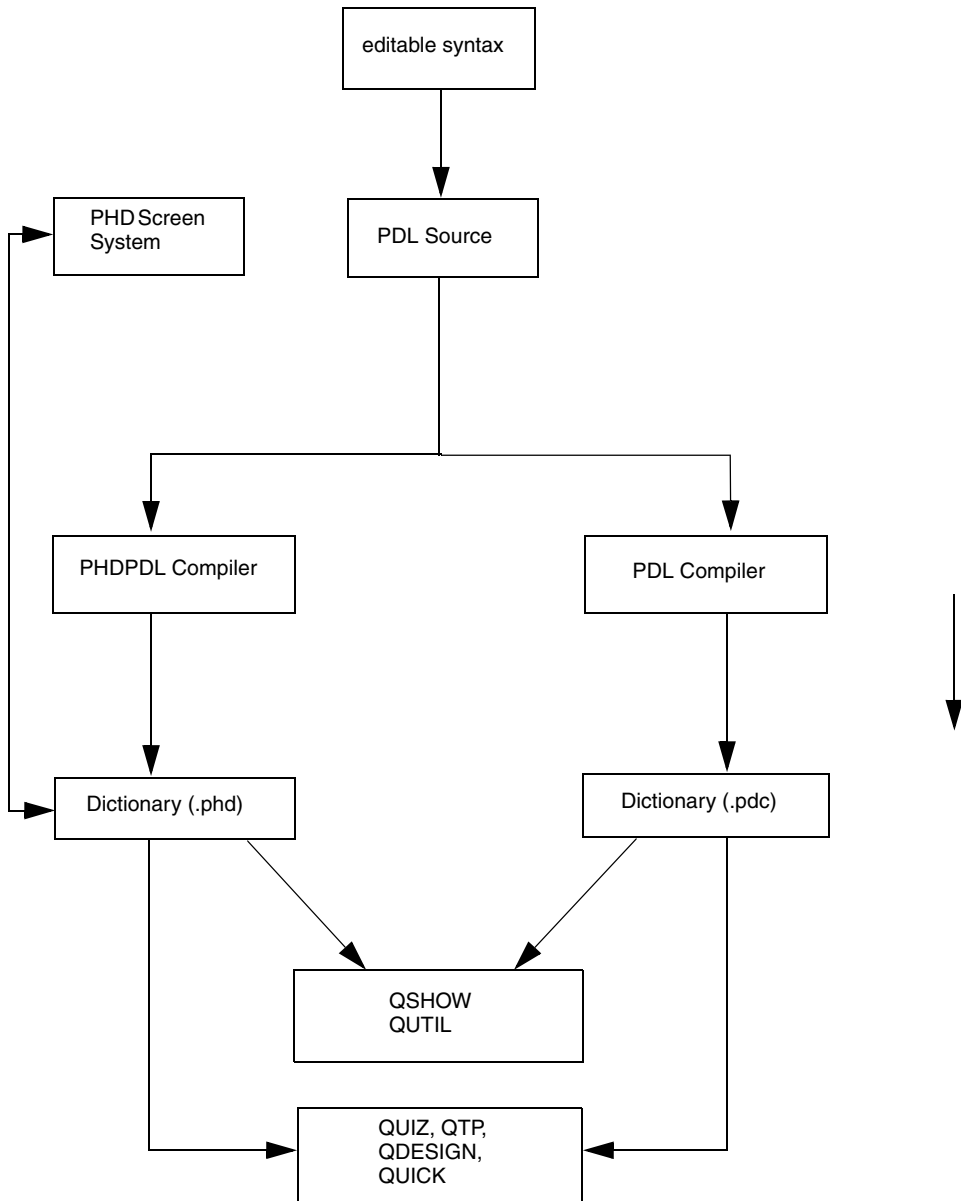 editable syntax
PHD Screen
System
PDL Source
PHDPDL Compiler
PDL Compiler
Dictionary (.phd)
Dictionary (.pdc)
QSHOW
QUTIL
QUIZ, QTP,
QDESIGN,
QUICK